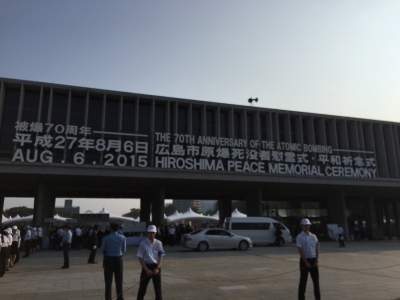 被爆70周年
THE 70TH ANNIVERSARY OF THE ATOMIC BOMBING
平成27年8月6日
広島市原爆死没者慰霊式・平和祈念式
AUG.6.2015
HIROSHIMA PEACE MEMORIAL CEREMONY